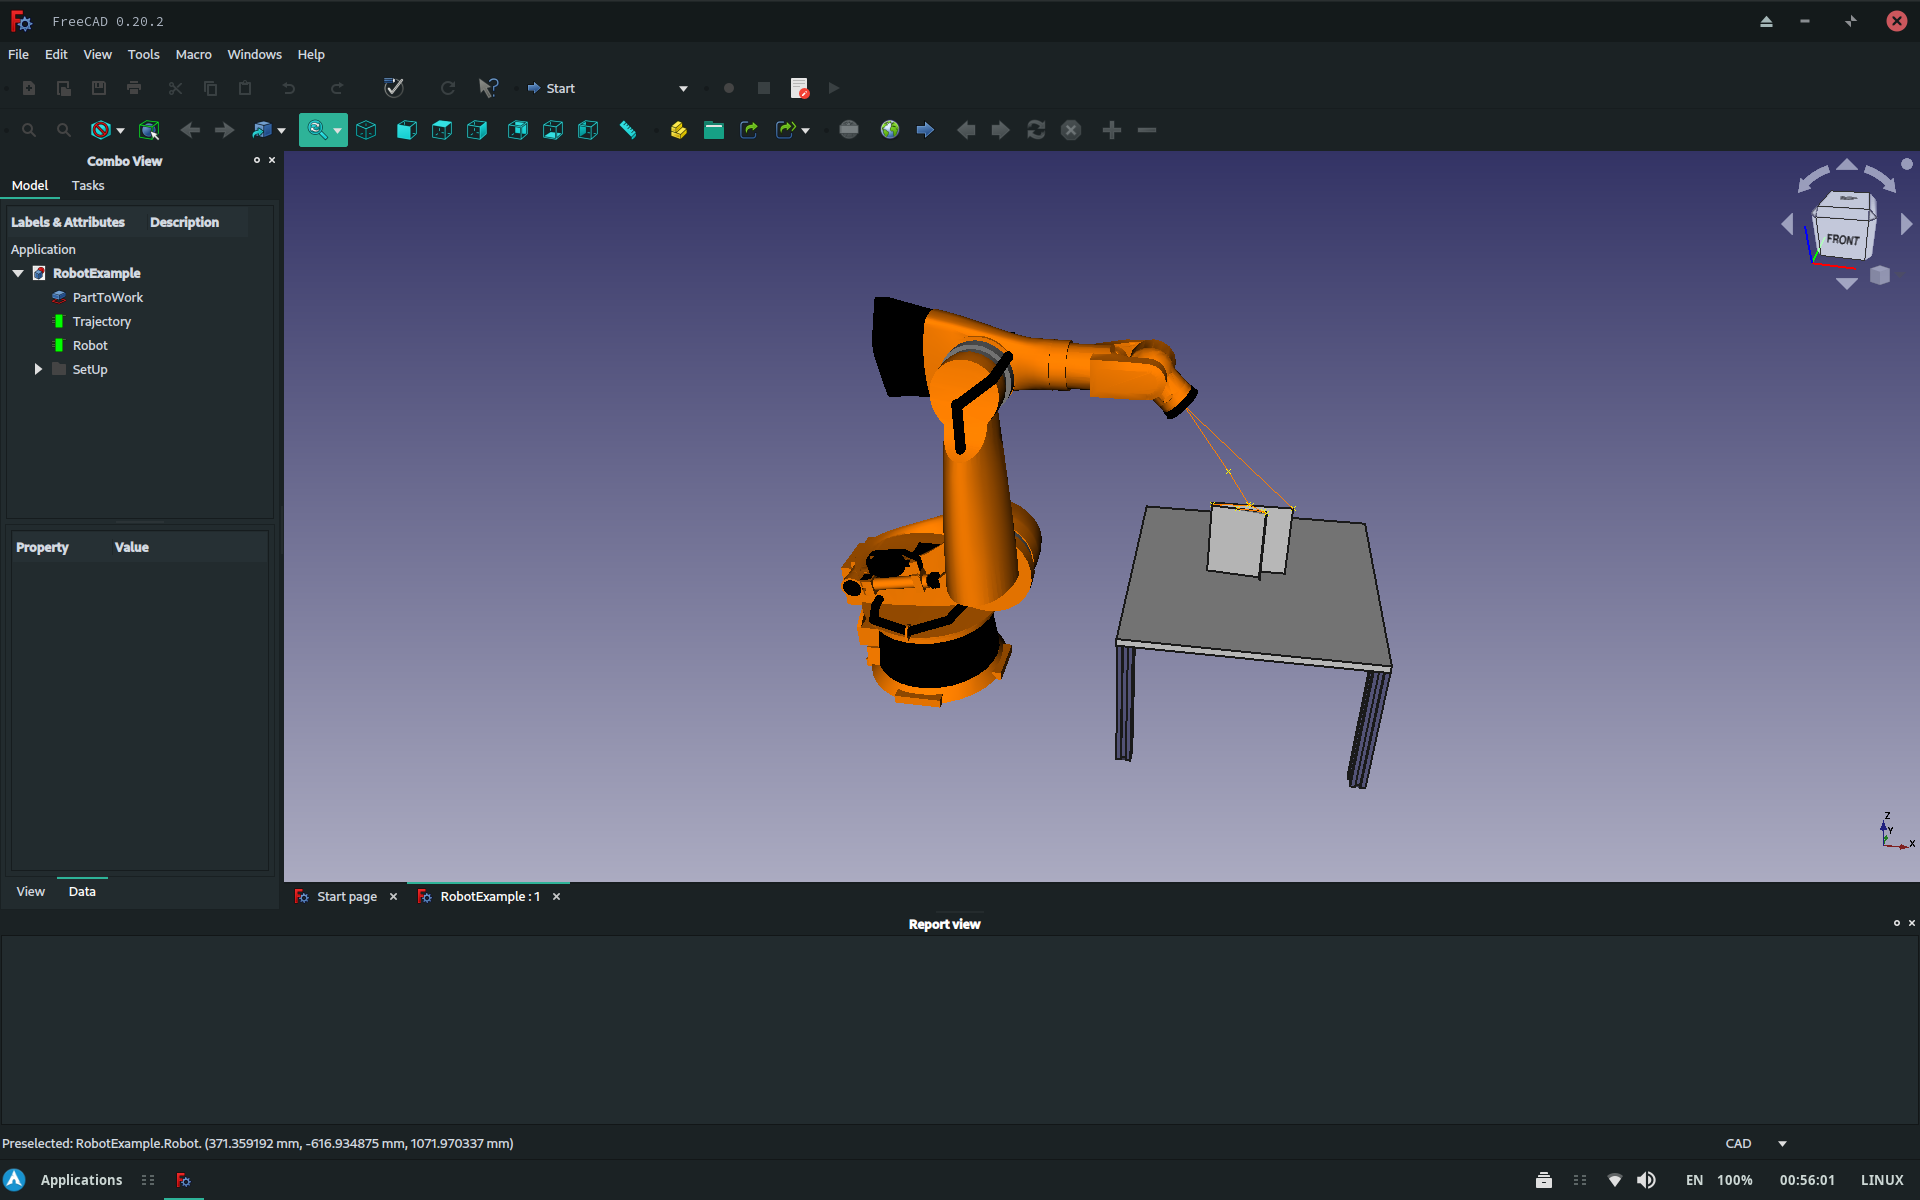 FreeCAD 0.20.2
File Edit View Tools Macro Windows Help
Start
Combo View
Model Tasks
Labels & Attributes Description
Application
RobotExample
PartToWork
Trajectory
Robot
SetUp
Property Value
View Data
FRONT
Z
Y
X
Start page RobotExample : 1
Report view
Preselected: RobotExample.Robot. (371.359192 mm, -616.934875 mm, 1071.970337 mm)
CAD
Applications
EN 100% 00:56:01 LINUX